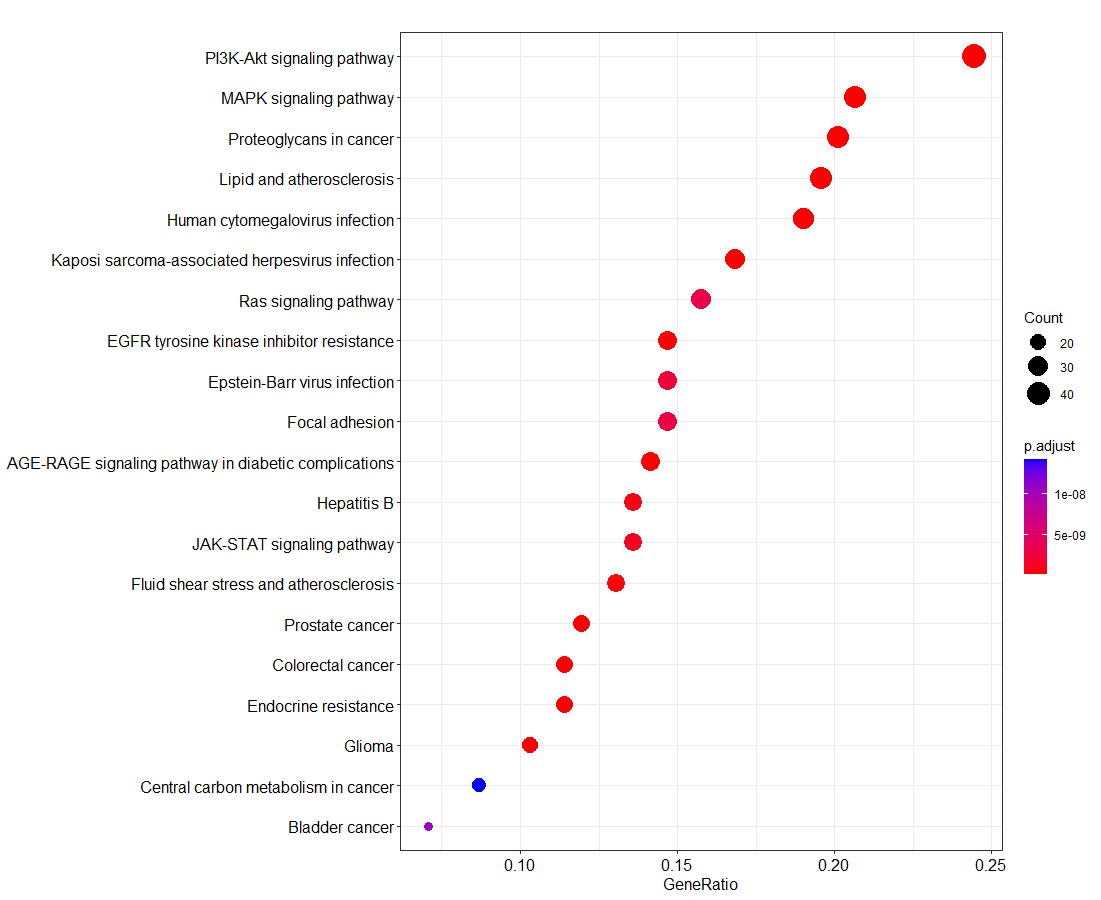 PI3K-Akt signaling pathway
MAPK signaling pathway
Proteoglycans in cancer
Lipid and atherosclerosis
Human cytomegalovirus infection
Kaposi sarcoma-associated herpesvirus infection
Ras signaling pathway
EGFR tyrosine kinase inhibitor resistance
Epstein-Barr virus infection
Focal adhesion
AGE-RAGE signaling pathway in diabetic complications
Hepatitis B
JAK-STAT signaling pathway
Fluid shear stress and atherosclerosis
Prostate cancer
Colorectal cancer
Endocrine resistance
Glioma
Central carbon metabolism in cancer
Bladder cancer
0.10 0.15 0.20 0.25
GeneRatio
Count
20
30
40
p.adjust
1e-08
5e-09